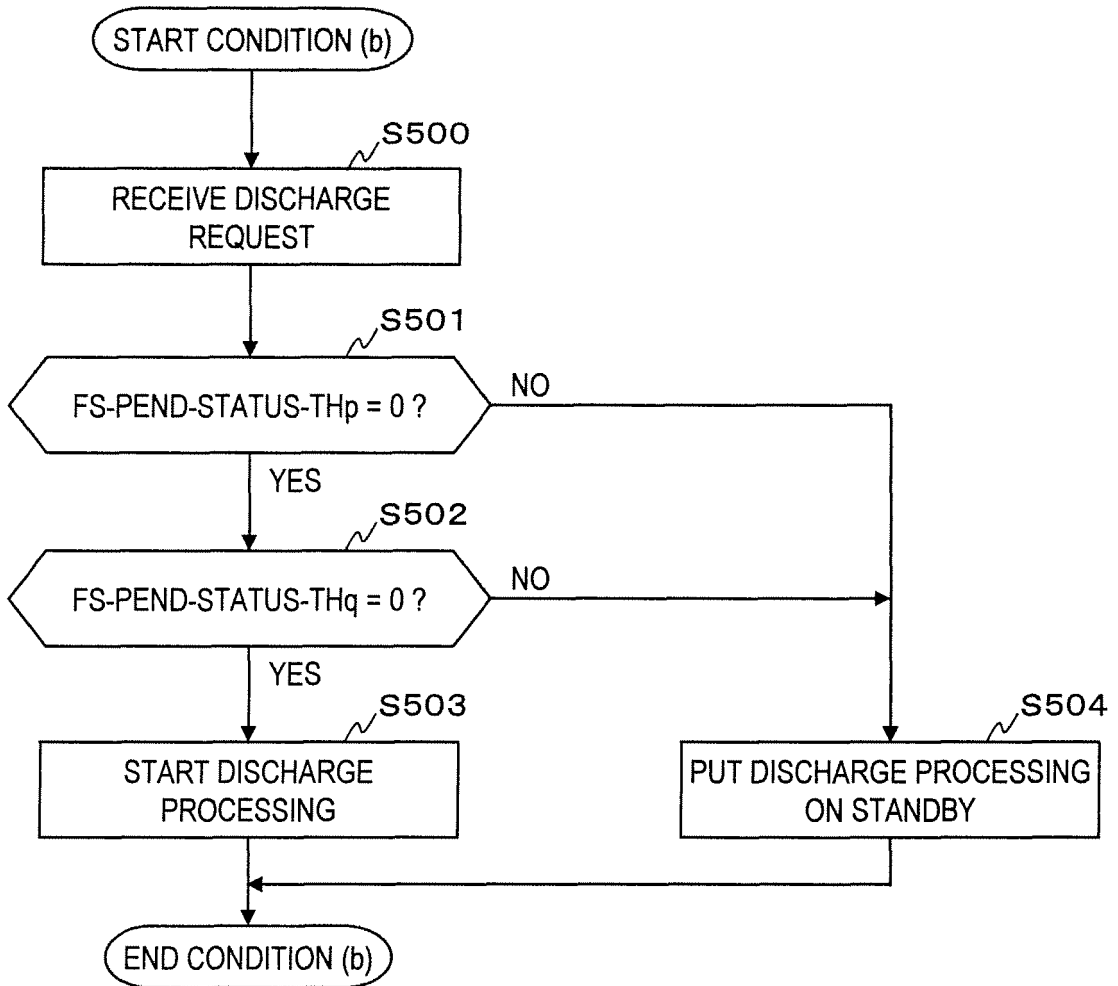 START CONDITION (b)
S500
RECEIVE DISCHARGE
REQUEST
S501
FS-PEND-STATUS-THp = 0 ?
NO
YES
S502
FS-PEND-STATUS-THq = 0 ?
NO
YES
S503
START DISCHARGE
PROCESSING
S504
PUT DISCHARGE PROCESSING
ON STANDBY
END CONDITION (b)